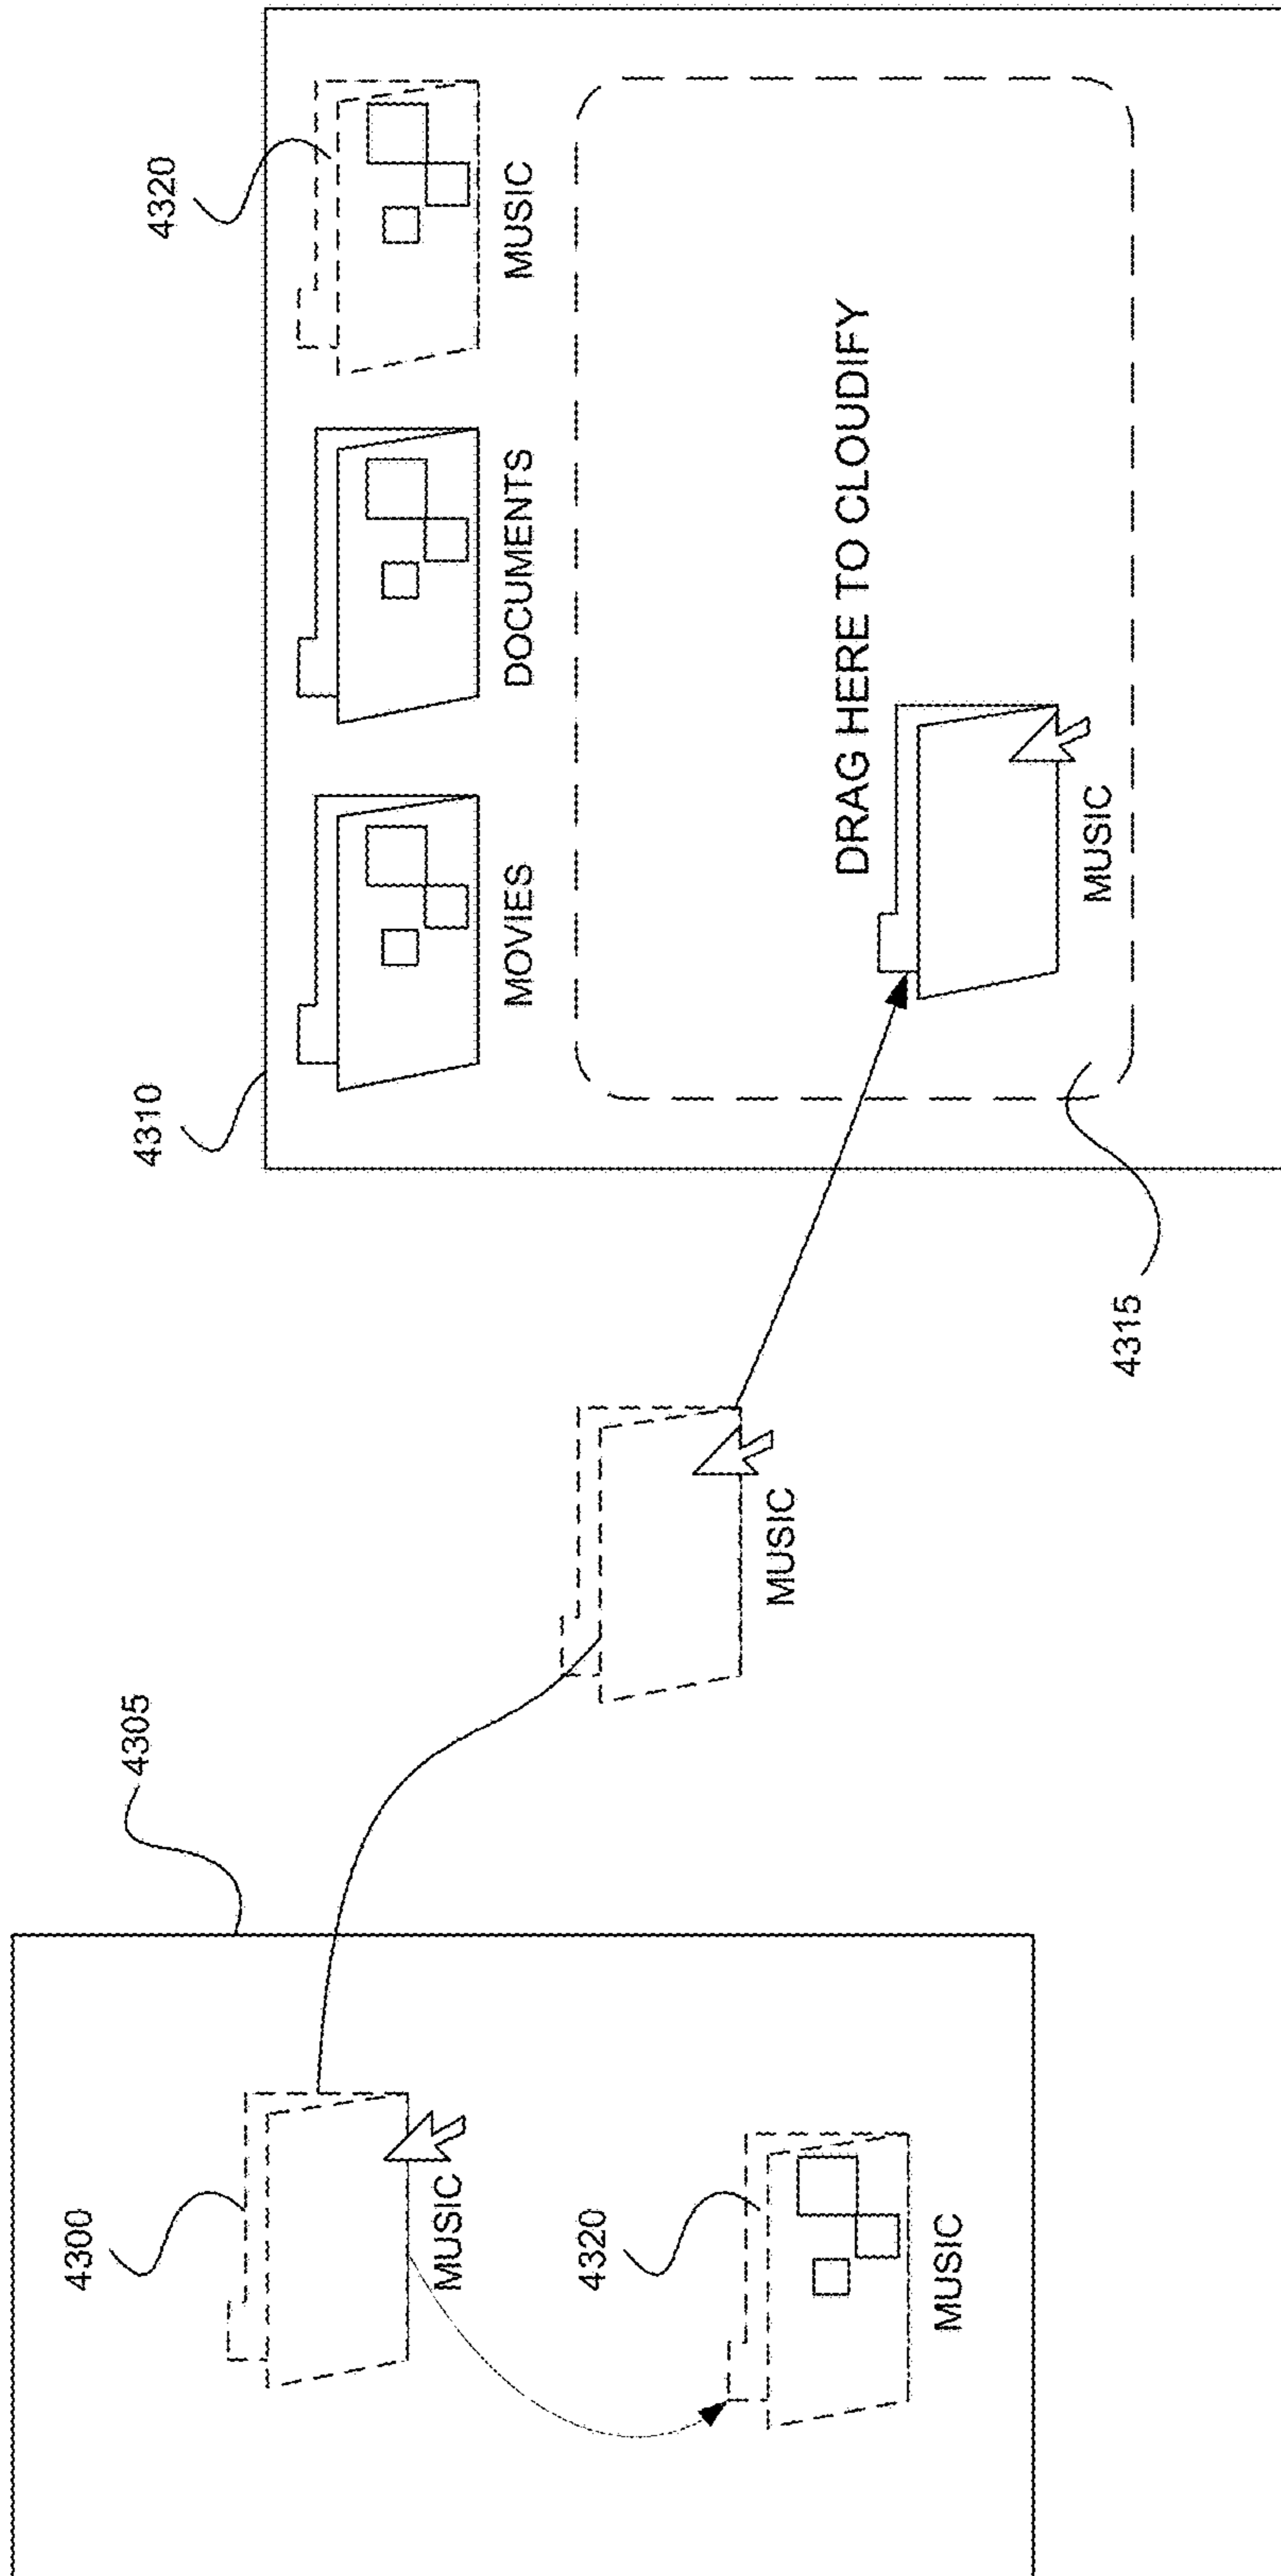 4305
4300
MUSIC
4320
MUSIC
MUSIC
4310
4320
MOVIES
DOCUMENTS
MUSIC
DRAG HERE TO CLOUDIFY
MUSIC
4315